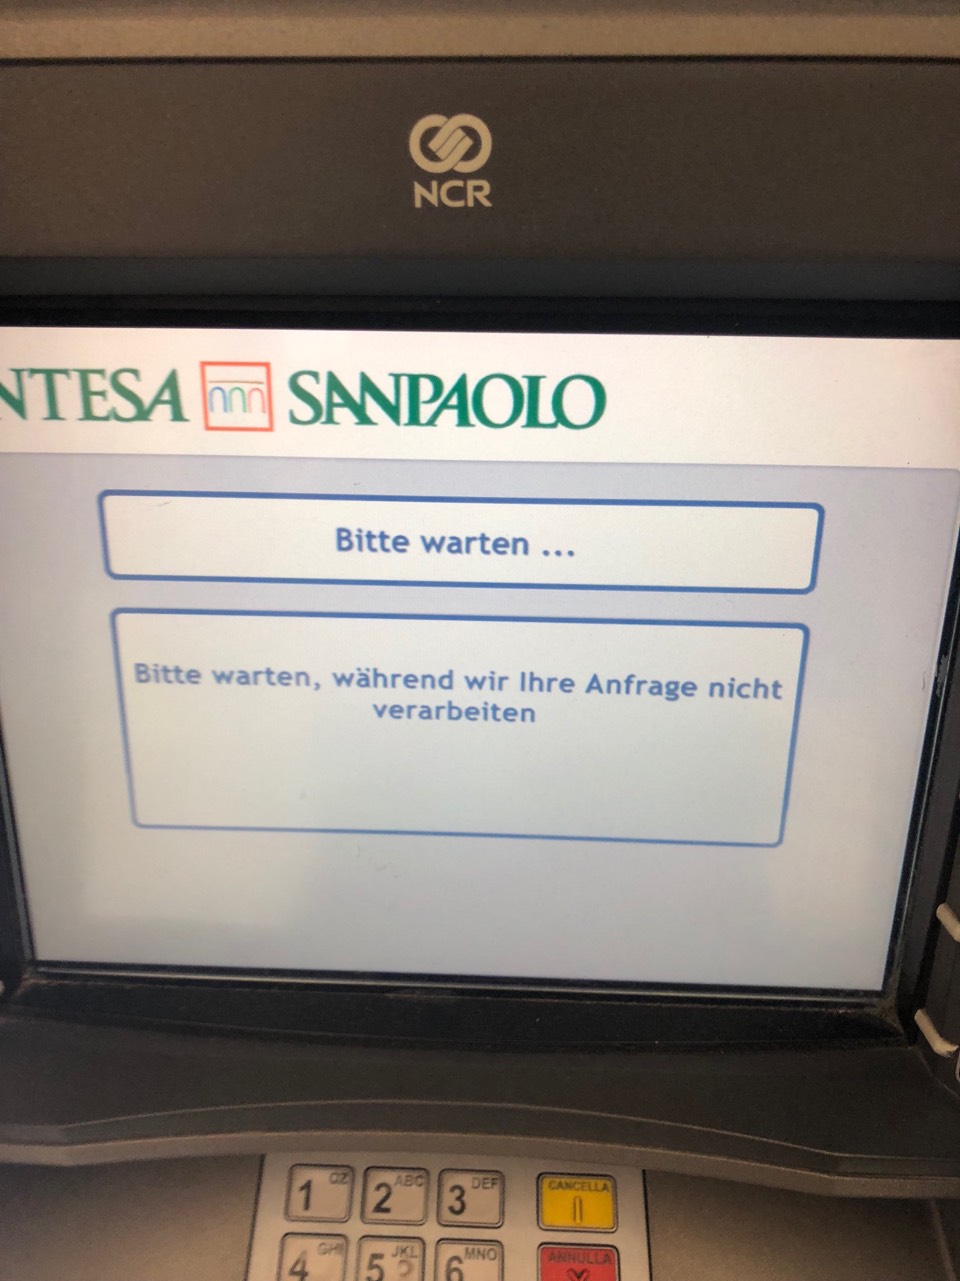 NCR
NTESA SANPAOLO
Bitte warten ...
Bitte warten, während wir Ihre Anfrage nicht
verarbeiten
1 QZ 2 ABC 3 DEF CANCELLA
4 GHI 5 JKL 6 MNO ANNULLA